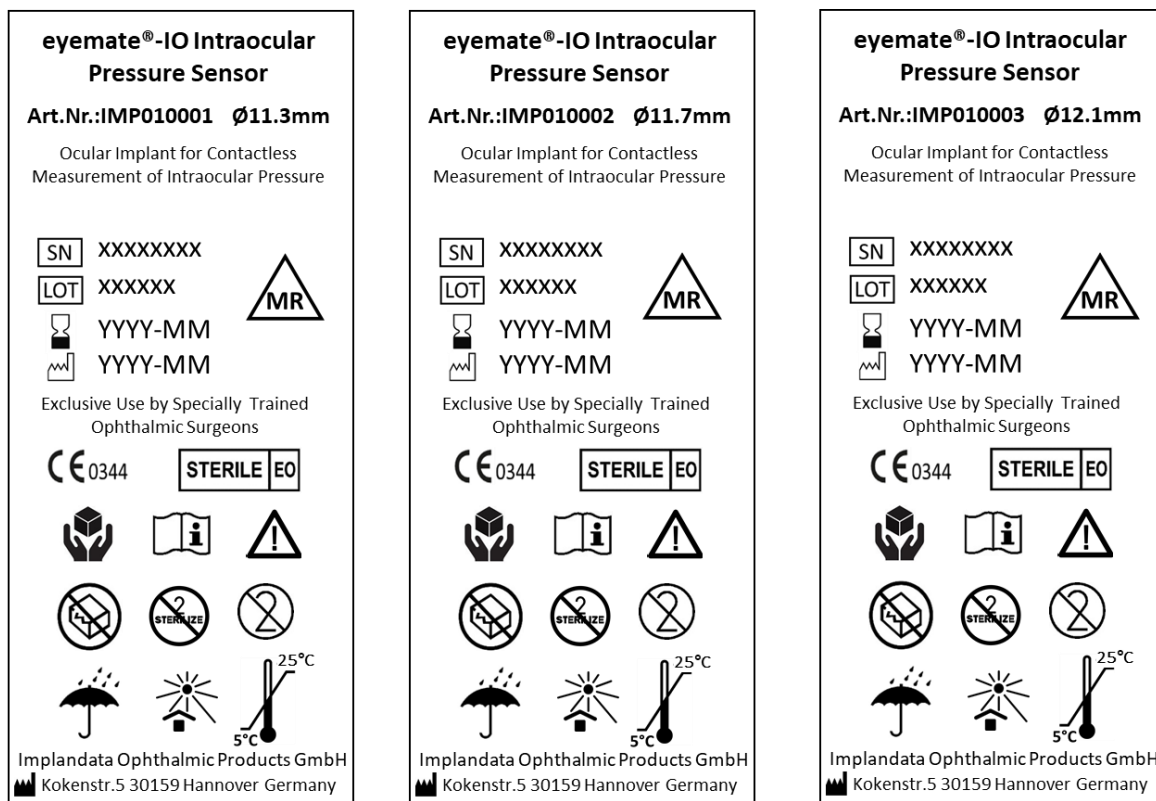 eyemate®-IO Intraocular
Pressure Sensor
Art.Nr.:IMP010001 Ø11.3mm
Ocular Implant for Contactless
Measurement of Intraocular Pressure
SN XXXXXXXX
LOT XXXXXX
MR
YYYY-MM
YYYY-MM
Exclusive Use by Specially Trained
Ophthalmic Surgeons
CE 0344 STERILE EO
i !
2 STERILIZE 2
25°C
5°C
Implandata Ophthalmic Products GmbH
Kokenstr.5 30159 Hannover Germany
eyemate®-IO Intraocular
Pressure Sensor
Art.Nr.:IMP010002 Ø11.7mm
Ocular Implant for Contactless
Measurement of Intraocular Pressure
SN XXXXXXXX
LOT XXXXXX
MR
YYYY-MM
YYYY-MM
Exclusive Use by Specially Trained
Ophthalmic Surgeons
CE 0344 STERILE EO
i !
2 STERILIZE 2
25°C
5°C
Implandata Ophthalmic Products GmbH
Kokenstr.5 30159 Hannover Germany
eyemate®-IO Intraocular
Pressure Sensor
Art.Nr.:IMP010003 Ø12.1mm
Ocular Implant for Contactless
Measurement of Intraocular Pressure
SN XXXXXXXX
LOT XXXXXX
MR
YYYY-MM
YYYY-MM
Exclusive Use by Specially Trained
Ophthalmic Surgeons
CE 0344 STERILE EO
i !
2 STERILIZE 2
25°C
5°C
Implandata Ophthalmic Products GmbH
Kokenstr.5 30159 Hannover Germany